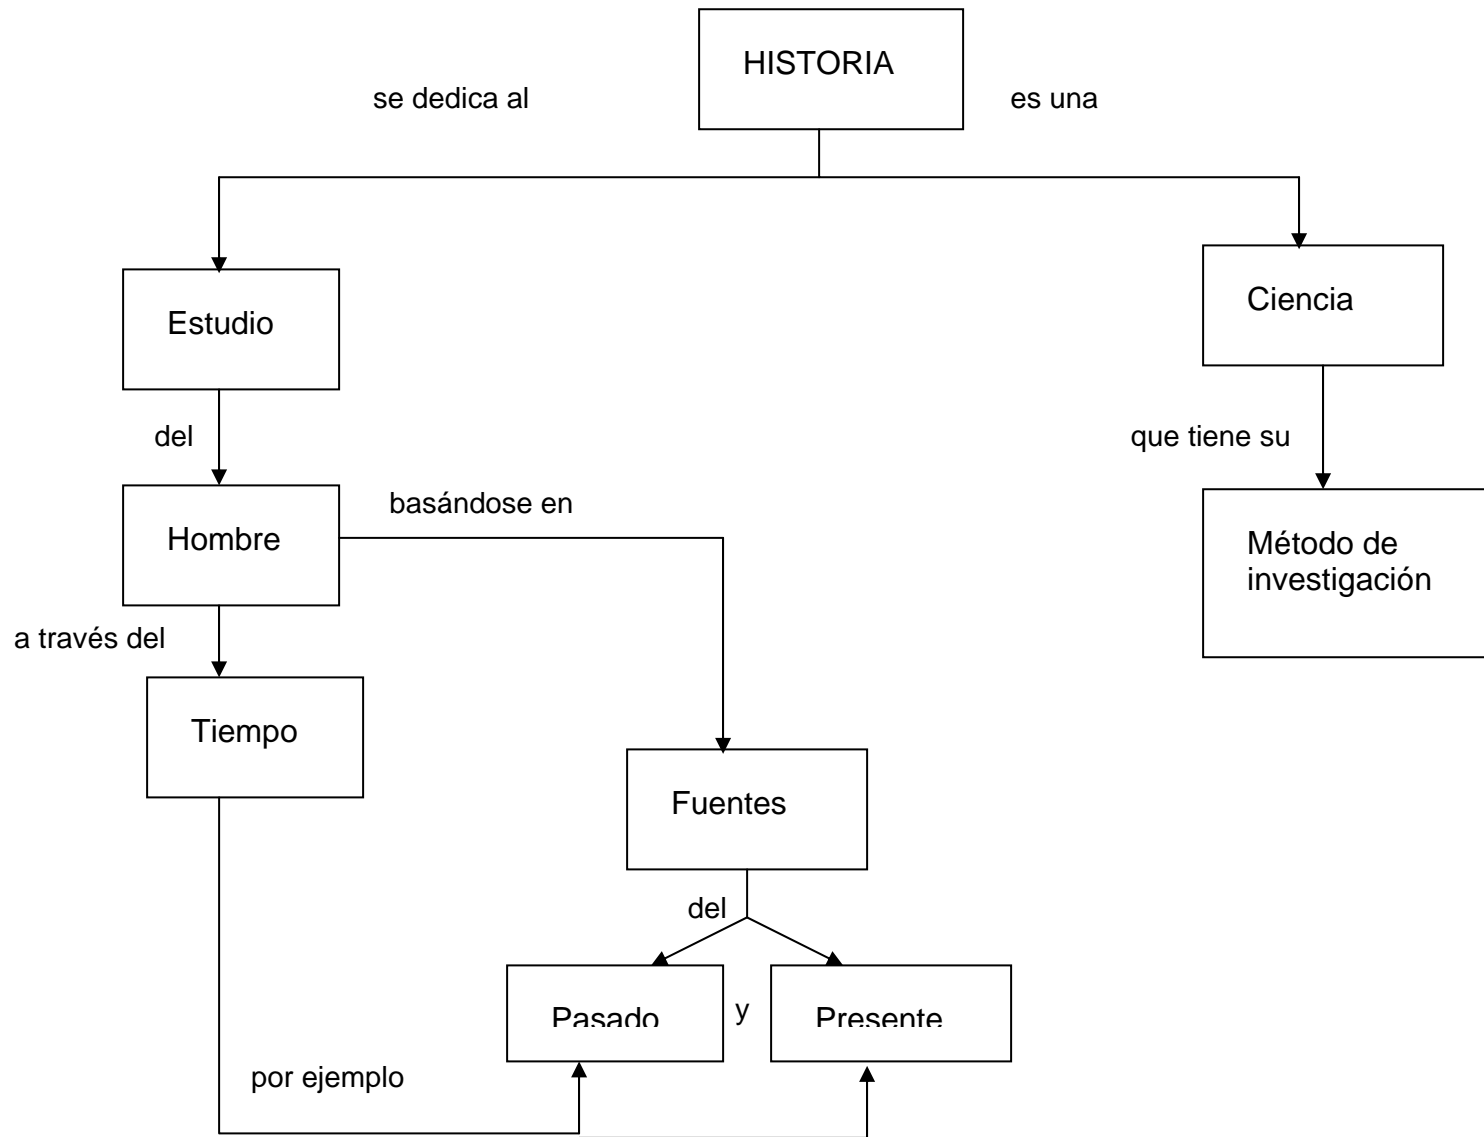 HISTORIA
se dedica al
es una
Estudio
Ciencia
del
que tiene su
Hombre
basándose en
Método de
investigación
a través del
Tiempo
Fuentes
del
Pasado
y
Presente
por ejemplo